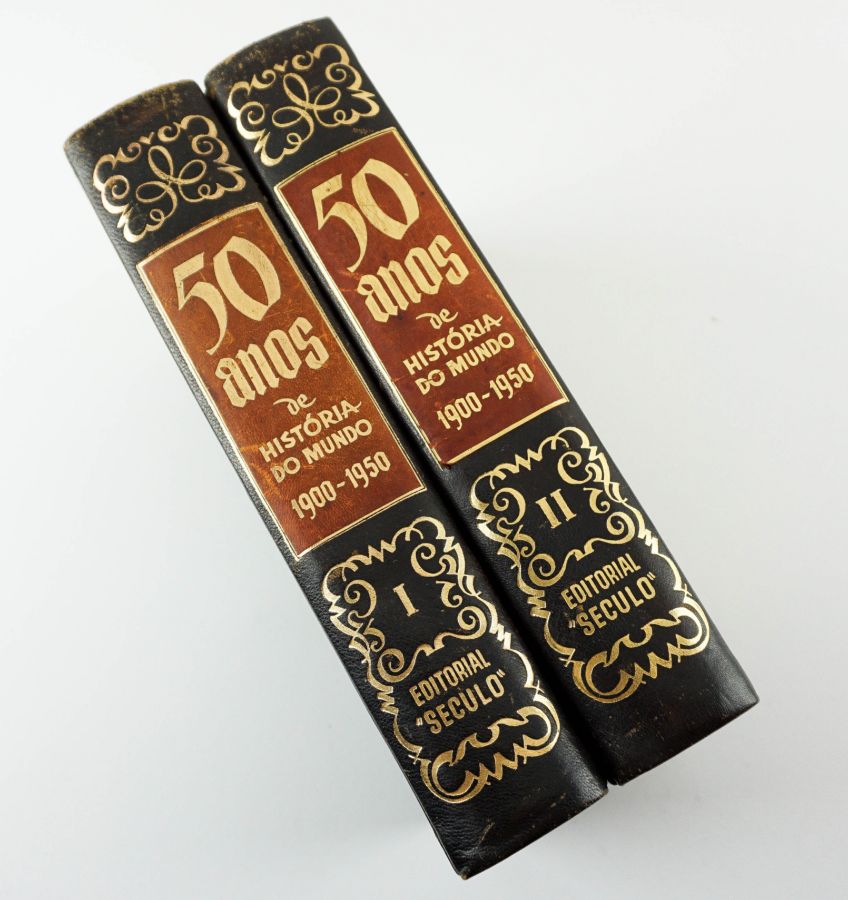 50
anos
de
HISTÓRIA
DO MUNDO
1900-1950
I
EDITORIAL
"SECULO"
50
anos
de
HISTÓRIA
DO MUNDO
1900-1950
II
EDITORIAL
"SECULO"